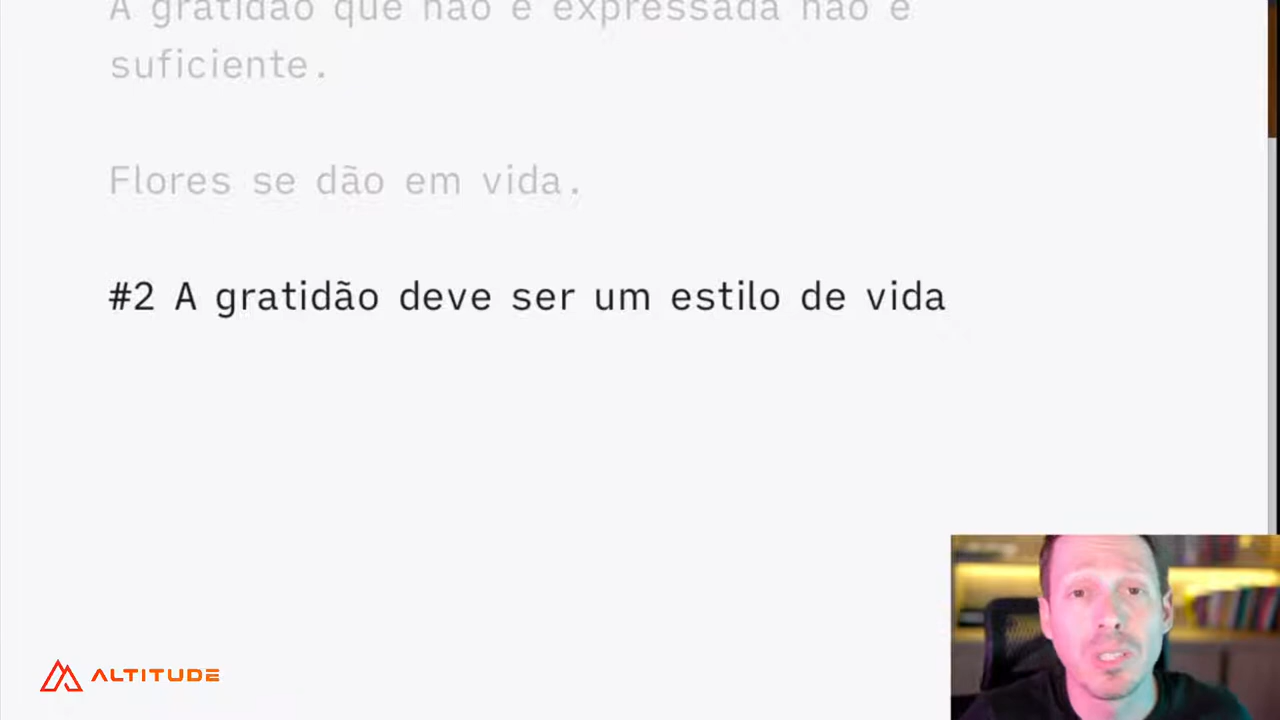 A gratidão que não é expressada não é
suficiente.
Flores se dão em vida.
#2 A gratidão deve ser um estilo de vida
ALTITUDE